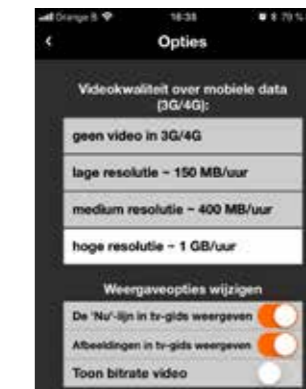 Orange B 16:35 79 %
Opties
Videokwaliteit over mobiele data
(3G/4G):
geen video in 3G/4G
lage resolutie ~ 150 MB/uur
medium resolutie ~ 400 MB/uur
hoge resolutie ~ 1 GB/uur
Weergaveopties wijzigen
De 'Nu'-lijn in tv-gids weergeven
Afbeeldingen in tv-gids weergeven
Toon bitrate video